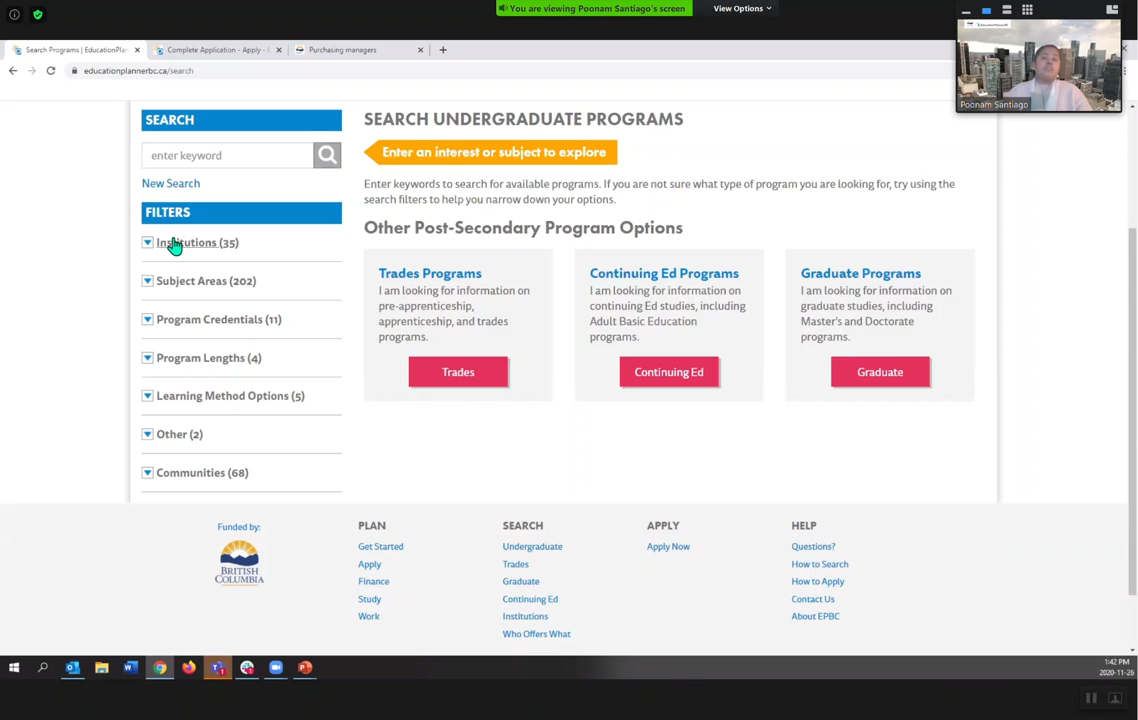 You are viewing Poonam Santiago's screen
View Options
Search Programs | EducationPlan
Complete Application - Apply -
Purchasing managers
educationplannerbc.ca/search
Poonam Santiago
SEARCH
enter keyword
New Search
FILTERS
Institutions (35)
Subject Areas (202)
Program Credentials (11)
Program Lengths (4)
Learning Method Options (5)
Other (2)
Communities (68)
SEARCH UNDERGRADUATE PROGRAMS
Enter an interest or subject to explore
Enter keywords to search for available programs. If you are not sure what type of program you are looking for, try using the
search filters to help you narrow down your options.
Other Post-Secondary Program Options
Trades Programs
I am looking for information on
pre-apprenticeship,
apprenticeship, and trades
programs.
Trades
Continuing Ed Programs
I am looking for information on
continuing Ed studies, including
Adult Basic Education
programs.
Continuing Ed
Graduate Programs
I am looking for information on
graduate studies, including
Master's and Doctorate
programs.
Graduate
Funded by:
BRITISH
COLUMBIA
PLAN
Get Started
Apply
Finance
Study
Work
SEARCH
Undergraduate
Trades
Graduate
Continuing Ed
Institutions
Who Offers What
APPLY
Apply Now
HELP
Questions?
How to Search
How to Apply
Contact Us
About EPBC
1:42 PM
2020-11-26